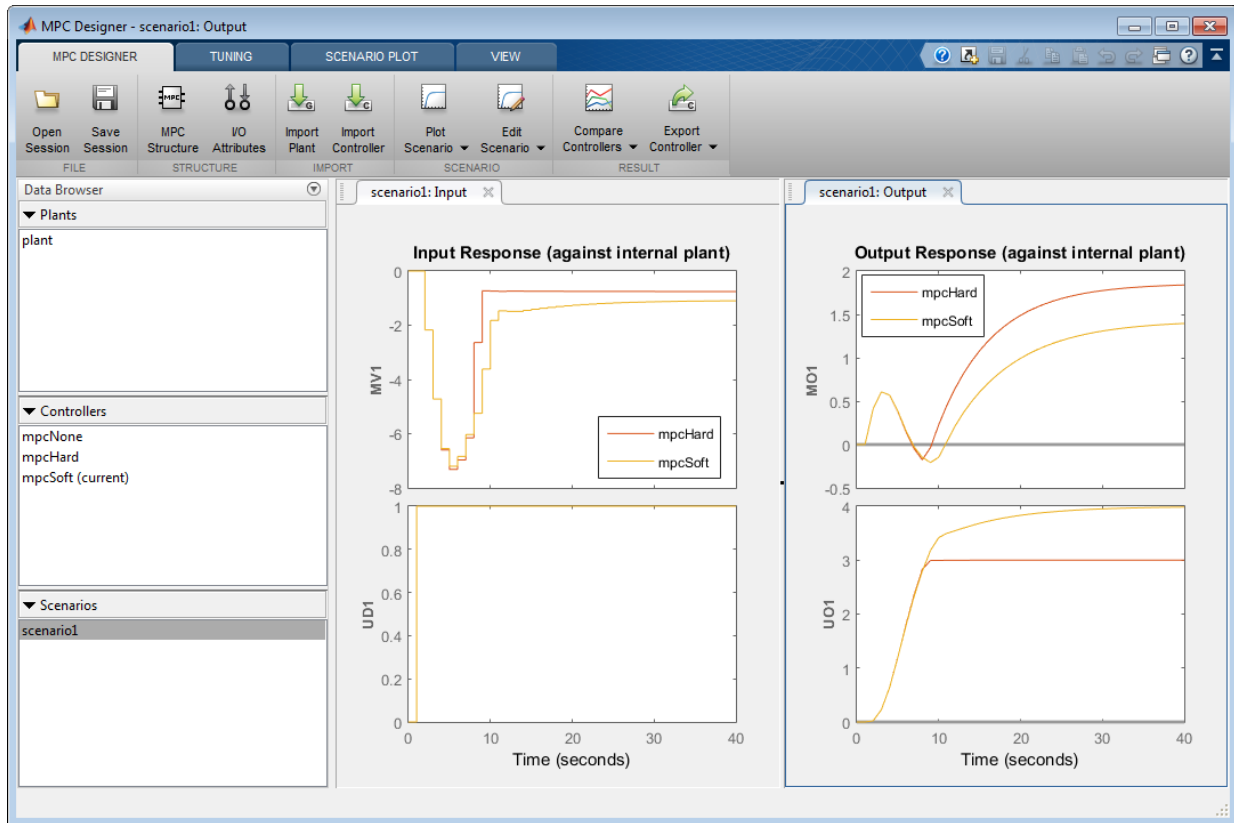 MPC Designer - scenario1: Output
MPC DESIGNER TUNING SCENARIO PLOT VIEW
Open Session
Save Session
MPC Structure
I/O Attributes
Import Plant
Import Controller
Plot Scenario
Edit Scenario
Compare Controllers
Export Controller
FILE STRUCTURE IMPORT SCENARIO RESULT
Data Browser
Plants
plant
Controllers
mpcNone
mpcHard
mpcSoft (current)
Scenarios
scenario1
scenario1: Input
Input Response (against internal plant)
MV1
0
-2
-4
-6
-8
mpcHard
mpcSoft
UD1
1
0.8
0.6
0.4
0.2
0
0 10 20 30 40
Time (seconds)
scenario1: Output
Output Response (against internal plant)
MO1
2
1.5
1
0.5
0
-0.5
mpcHard
mpcSoft
UO1
4
3
2
1
0
0 10 20 30 40
Time (seconds)